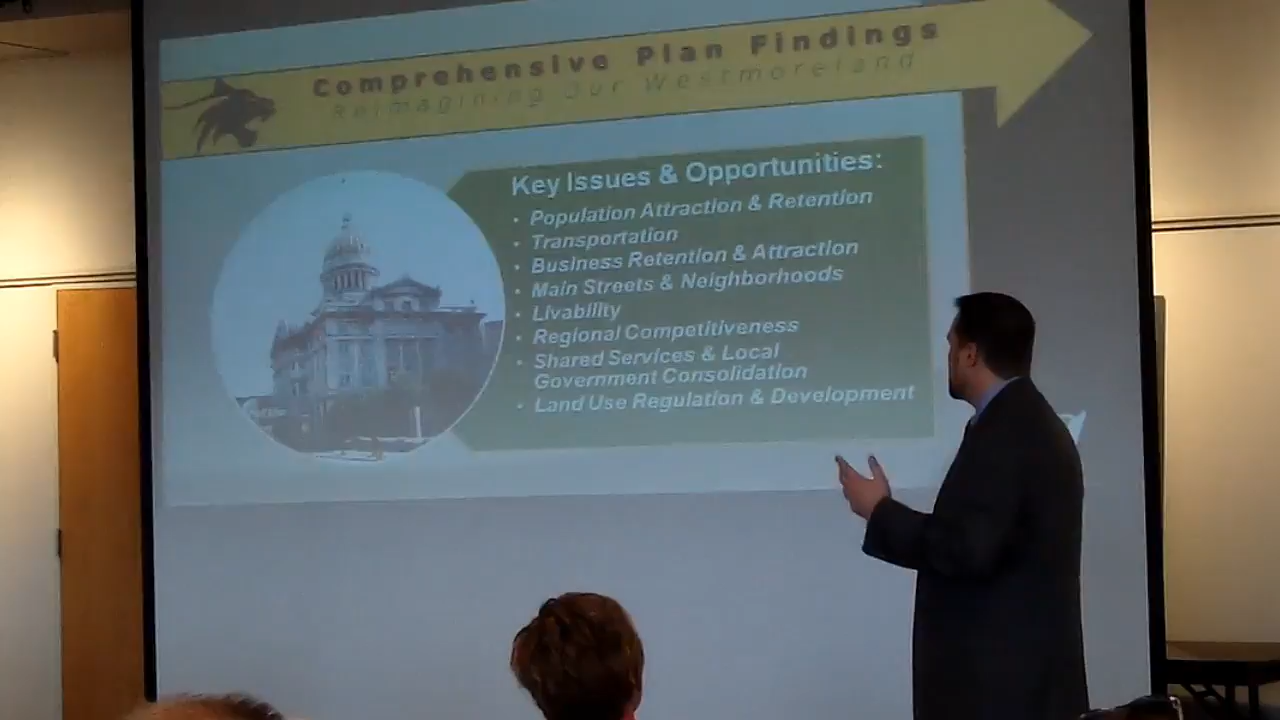 Comprehensive Plan Findings
Reimagining Our Westmoreland
Key Issues & Opportunities:
• Population Attraction & Retention
• Transportation
• Business Retention & Attraction
• Main Streets & Neighborhoods
• Livability
• Regional Competitiveness
• Shared Services & Local
Government Consolidation
• Land Use Regulation & Development